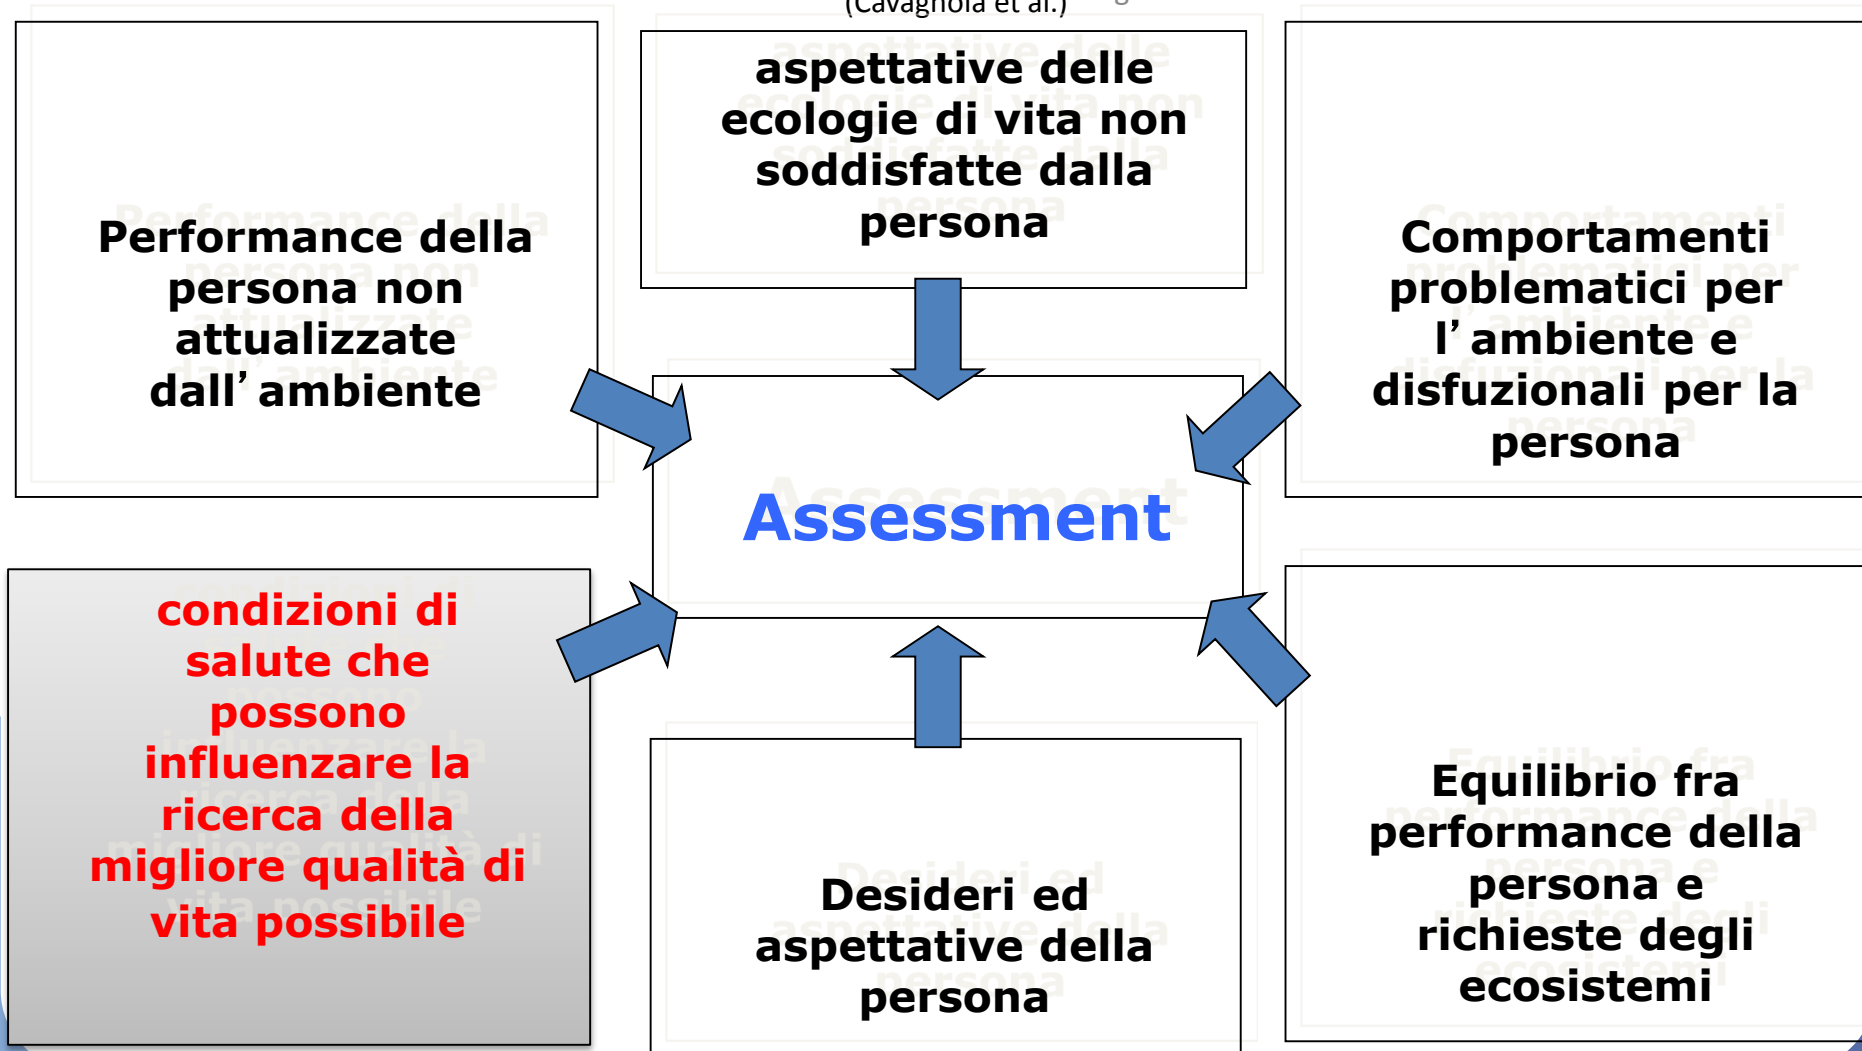 (Cavagnola et al.)
aspettative delle
ecologie di vita non
soddisfatte dalla
persona
Performance della
persona non
attualizzate
dall’ambiente
Comportamenti
problematici per
l’ambiente e
disfuzionali per la
persona
Assessment
condizioni di
salute che
possono
influenzare la
ricerca della
migliore qualità di
vita possibile
Desideri ed
aspettative della
persona
Equilibrio fra
performance della
persona e
richieste degli
ecosistemi